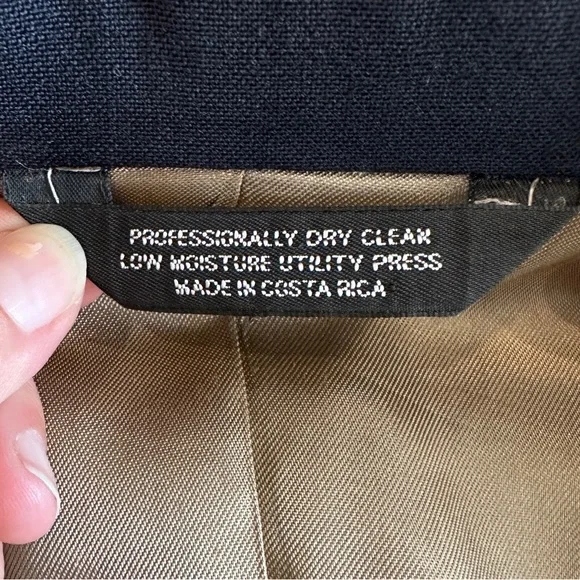 PROFESSIONALLY DRY CLEAN
LOW MOISTURE UTILITY PRESS
MADE IN COSTA RICA